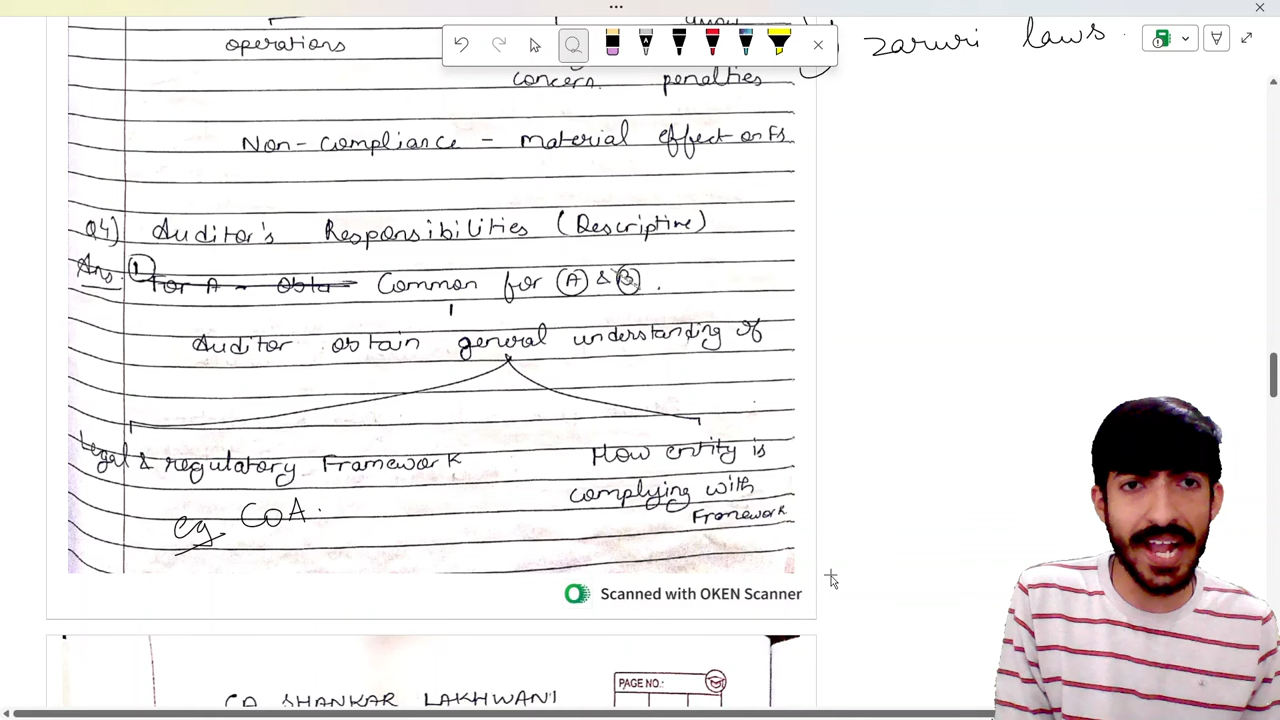 operations
zaruri laws
concern. penalties
Non-compliance - material effect on Fs
Q4) Auditor's Responsibilities (Descriptive)
Ans. ① For A - Obta Common for Ⓐ & Ⓑ.
Auditor obtain general understanding of
Legal & regulatory Framework
How entity is
complying with
Framework
eg CoA.
Scanned with OKEN Scanner
CA SHANKAR LAKHWANI
PAGE NO.: